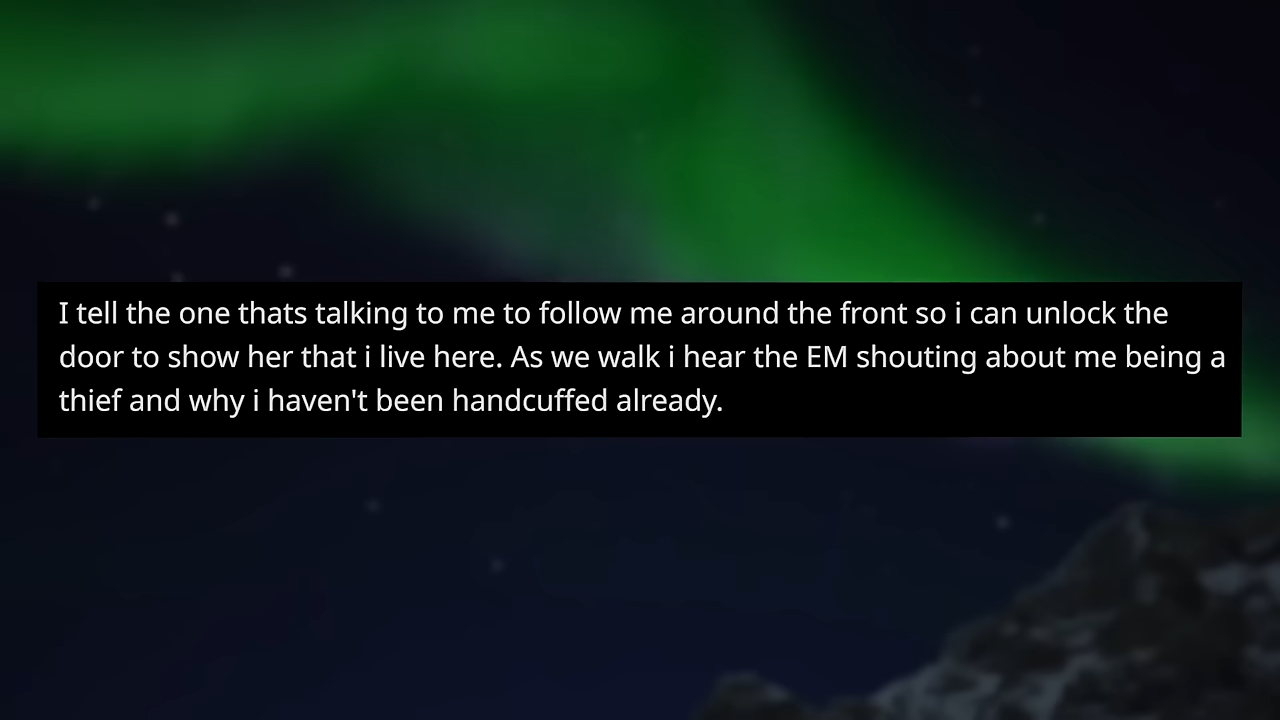 I tell the one thats talking to me to follow me around the front so i can unlock the
door to show her that i live here. As we walk i hear the EM shouting about me being a
thief and why i haven't been handcuffed already.